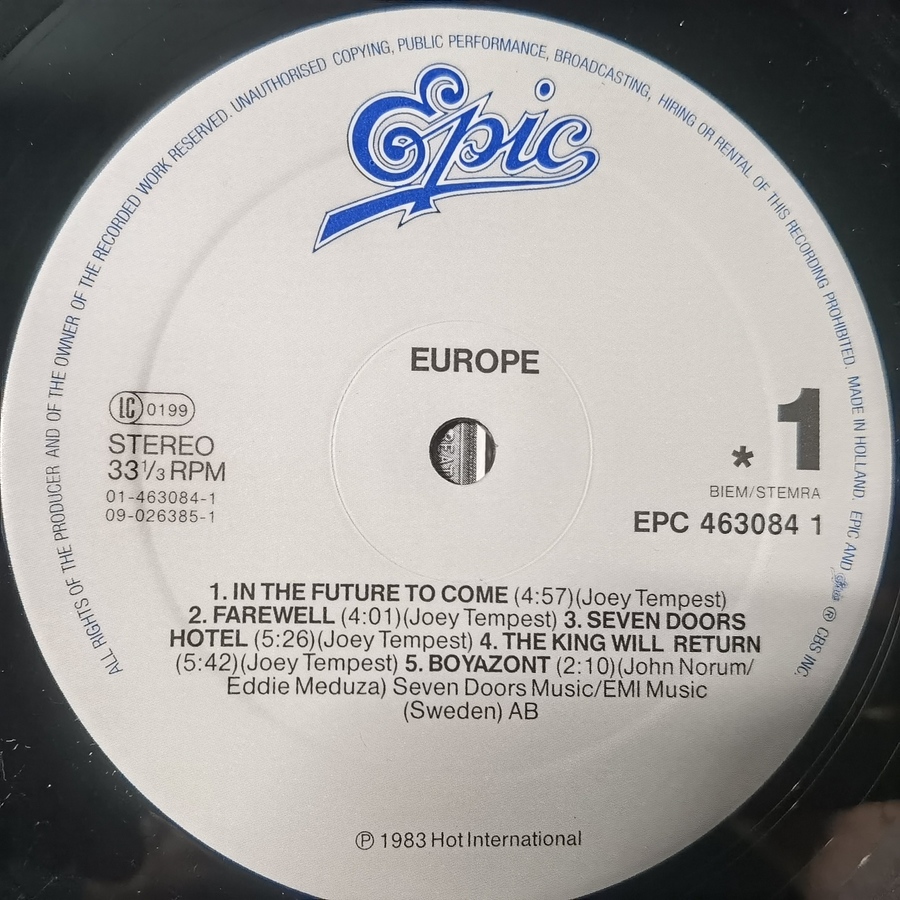 ALL RIGHTS OF THE PRODUCER AND OF THE OWNER OF THE RECORDED WORK RESERVED. UNAUTHORISED COPYING, PUBLIC PERFORMANCE, BROADCASTING, HIRING OR RENTAL OF THIS RECORDING PROHIBITED. MADE IN HOLLAND. EPIC AND Epic ® CBS INC.
Epic
EUROPE
LC 0199
STEREO
33⅓ RPM
01-463084-1
09-026385-1
* 1
BIEM/STEMRA
EPC 463084 1
1. IN THE FUTURE TO COME (4:57)(Joey Tempest)
2. FAREWELL (4:01)(Joey Tempest) 3. SEVEN DOORS
HOTEL (5:26)(Joey Tempest) 4. THE KING WILL RETURN
(5:42)(Joey Tempest) 5. BOYAZONT (2:10)(John Norum/
Eddie Meduza) Seven Doors Music/EMI Music
(Sweden) AB
℗ 1983 Hot International